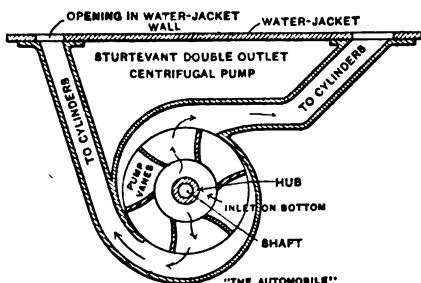 OPENING IN WATER-JACKET
WALL
WATER-JACKET
STURTEVANT DOUBLE OUTLET
CENTRIFUGAL PUMP
TO CYLINDERS
TO CYLINDERS
PUMP
VANES
HUB
INLET ON BOTTOM
SHAFT
"THE AUTOMOBILE"